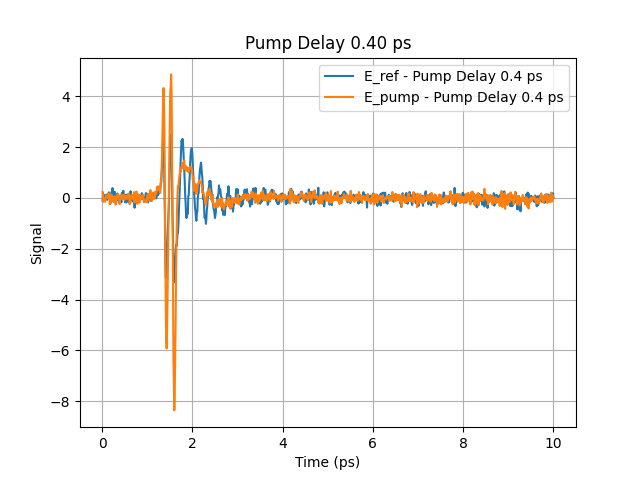 Pump Delay 0.40 ps
E_ref - Pump Delay 0.4 ps
E_pump - Pump Delay 0.4 ps
4
2
0
−2
−4
−6
−8
Signal
0
2
4
6
8
10
Time (ps)